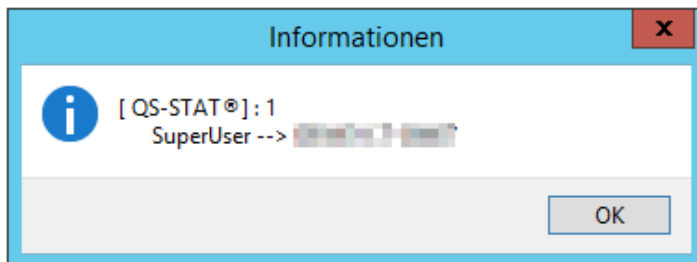 Informationen
x
[ QS-STAT®] : 1
SuperUser -->
OK